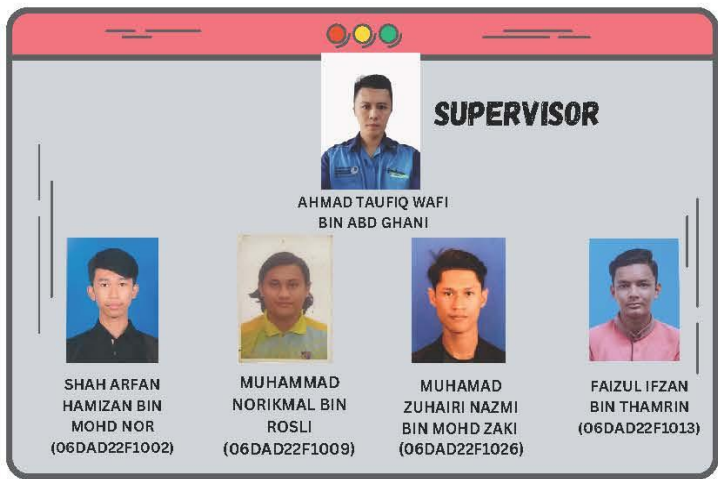 SUPERVISOR
AHMAD TAUFIQ WAFI
BIN ABD GHANI
SHAH ARFAN
HAMIZAN BIN
MOHD NOR
(06DAD22F1002)
MUHAMMAD
NORIKMAL BIN
ROSLI
(06DAD22F1009)
MUHAMAD
ZUHAIRI NAZMI
BIN MOHD ZAKI
(06DAD22F1026)
FAIZUL IFZAN
BIN THAMRIN
(06DAD22F1013)